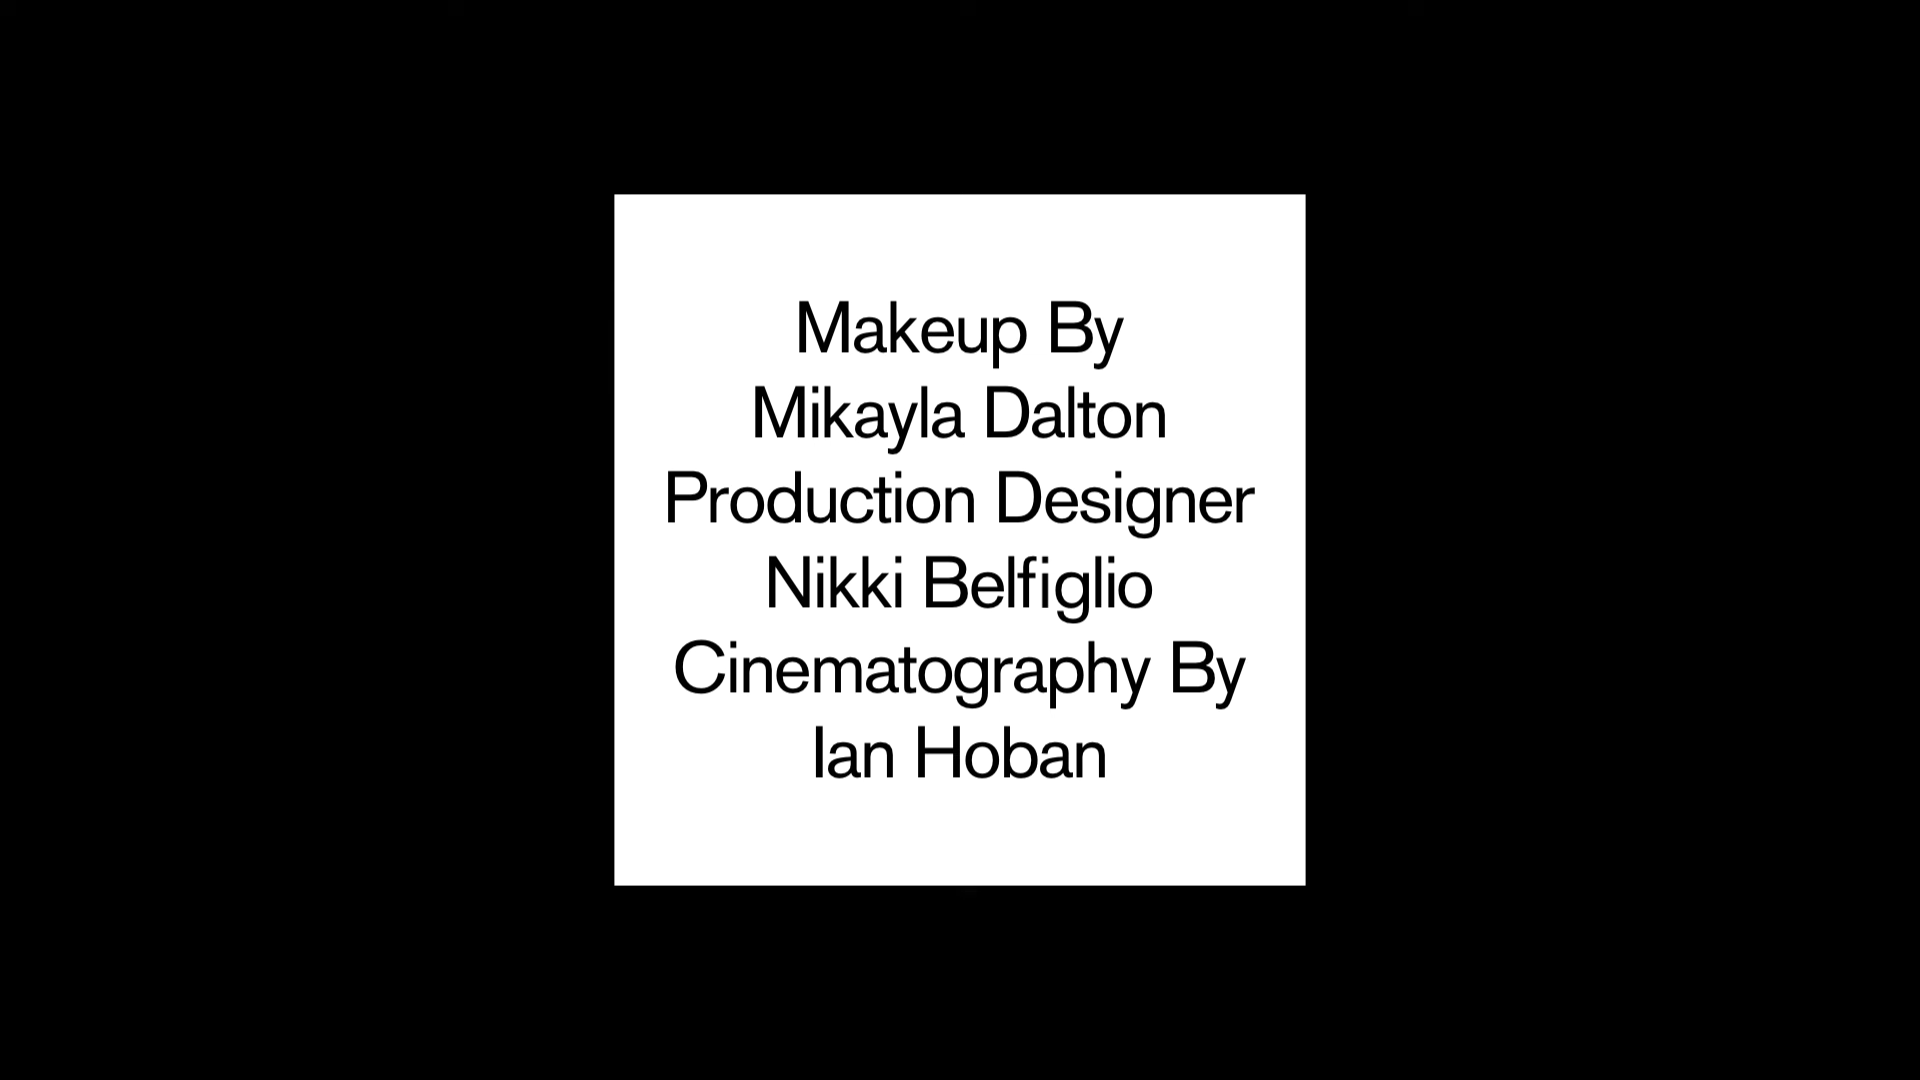 Makeup By
Mikayla Dalton
Production Designer
Nikki Belfiglio
Cinematography By
Ian Hoban